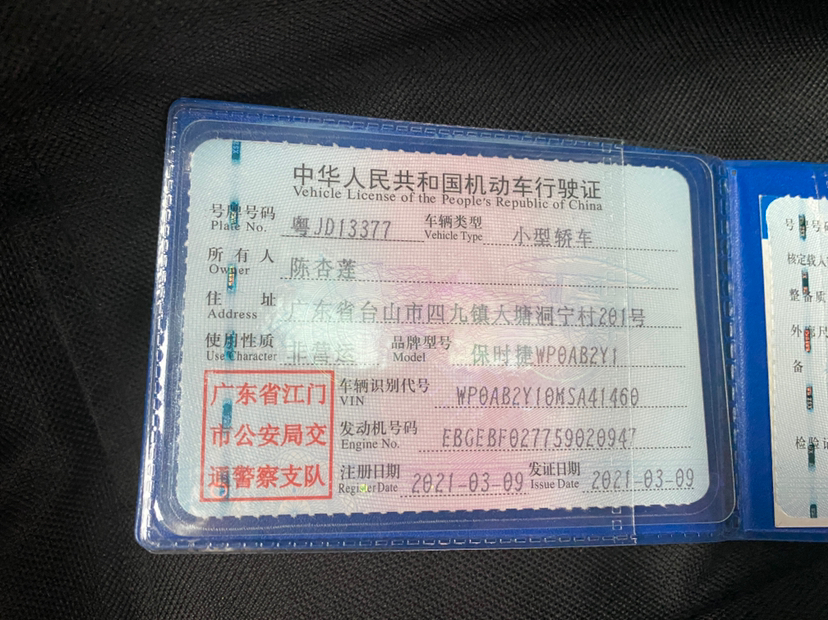 中华人民共和国机动车行驶证
Vehicle License of the People's Republic of China
号牌号码 粤JD13377 车辆类型 小型轿车
Plate No. Vehicle Type
所有人 陈杏莲
Owner
住址 广东省台山市四九镇大塘洞宁村201号
Address
使用性质 非营运 品牌型号 保时捷WP0AB2Y1
Use Character Model
广东省江门
市公安局交
通警察支队
车辆识别代号 WP0AB2Y10MSA41460
VIN
发动机号码 EBGEBF027759020947
Engine No.
注册日期 2021-03-09 发证日期 2021-03-09
Register Date Issue Date
号牌号码
核定载人
整备质
外廓尺
备
检验记